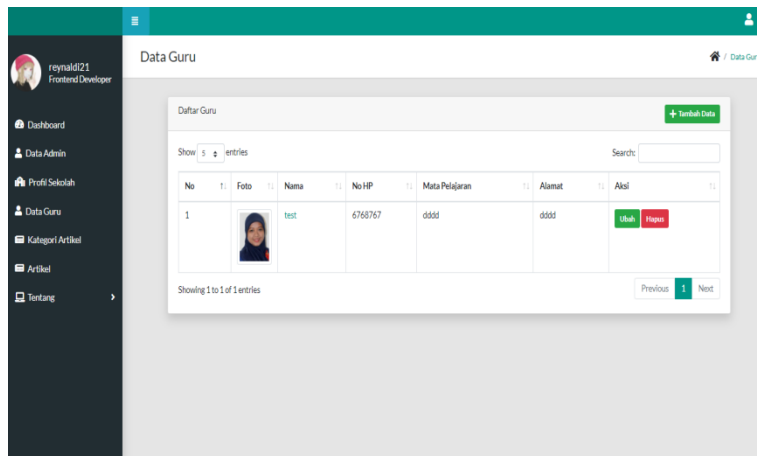 reynaldi21
Frontend Developer
Dashboard
Data Admin
Profil Sekolah
Data Guru
Kategori Artikel
Artikel
Tentang
Data Guru
/ Data Gur
Daftar Guru
+ Tambah Data
Show 5 entries
Search:
No Foto Nama No HP Mata Pelajaran Alamat Aksi
1 test 6768767 dddd dddd Ubah Hapus
Showing 1 to 1 of 1 entries
Previous 1 Next